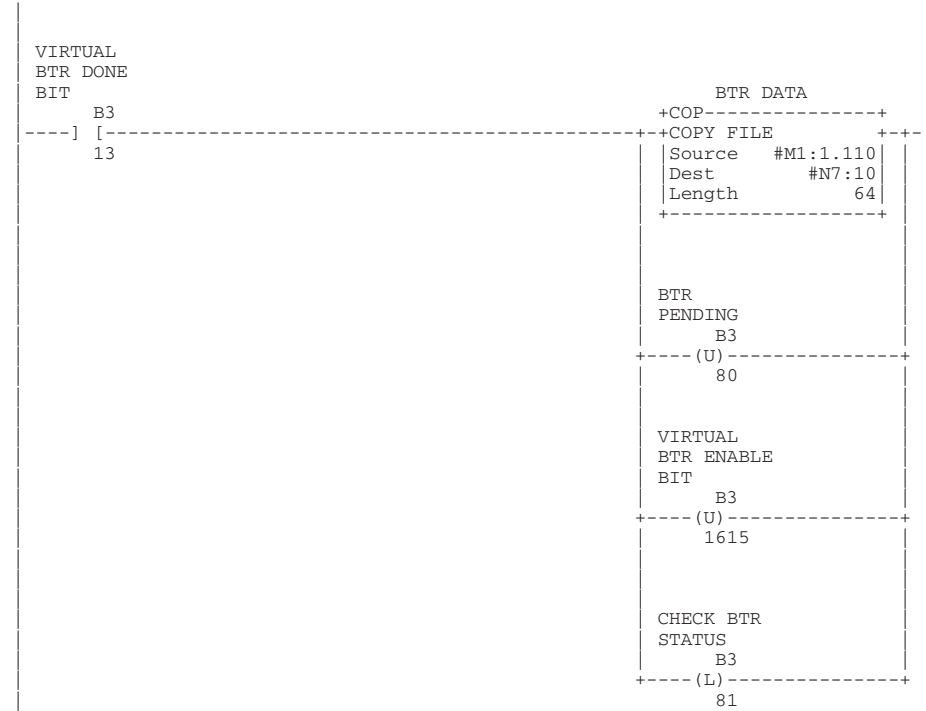 VIRTUAL
BTR DONE
BIT BTR DATA
B3 +COP----------------+
|----] [-----------------------------------------------+-+COPY FILE +-+-
13 | |Source #M1:1.110| |
| |Dest #N7:10| |
| |Length 64| |
| +------------------+ |
BTR
PENDING
B3
+----(U)---------------+
80
VIRTUAL
BTR ENABLE
BIT
B3
+----(U)---------------+
1615
CHECK BTR
STATUS
B3
+----(L)---------------+
81